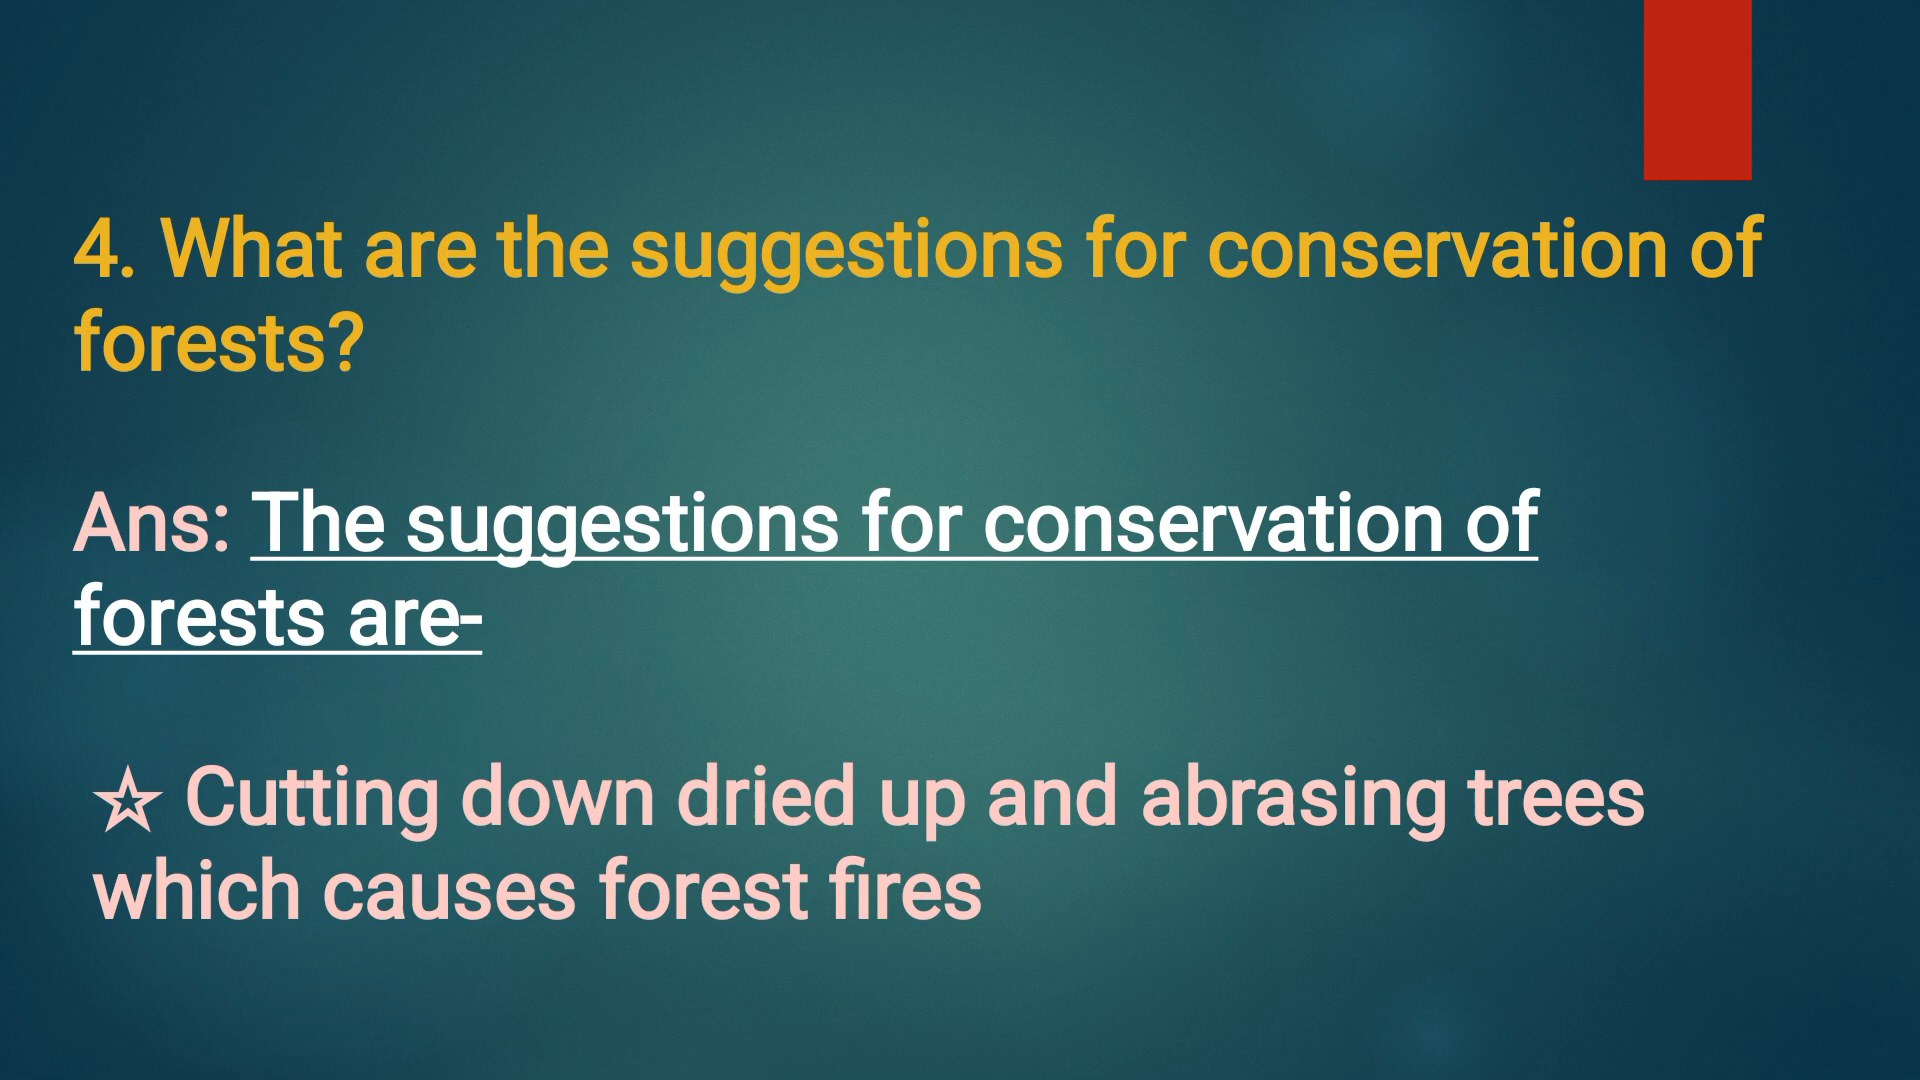 4. What are the suggestions for conservation of
forests?
Ans: The suggestions for conservation of
forests are-
☆ Cutting down dried up and abrasing trees
which causes forest fires